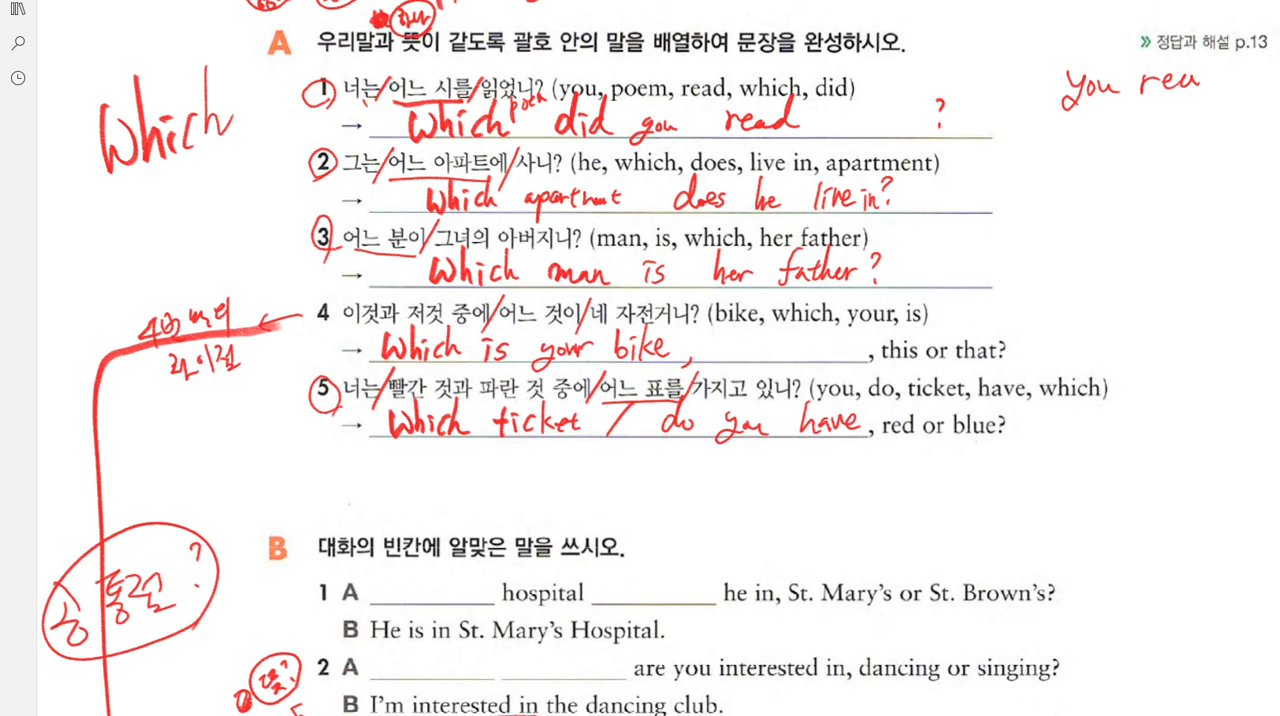 A 우리말과 뜻이 같도록 괄호 안의 말을 배열하여 문장을 완성하시오.
» 정답과 해설 p.13
you rea
Which
1 너는/어느 시를/읽었니? (you, poem, read, which, did)
→ Which poem did you read ?
2 그는/어느 아파트에/사니? (he, which, does, live in, apartment)
→ Which apartment does he live in?
3 어느 분이/그녀의 아버지니? (man, is, which, her father)
→ Which man is her father?
4 이것과 저것 중에/어느 것이/네 자전거니? (bike, which, your, is)
→ Which is your bike, , this or that?
5 너는/빨간 것과 파란 것 중에/어느 표를/가지고 있니? (you, do, ticket, have, which)
→ Which ticket / do you have, red or blue?
공통점?
B 대화의 빈칸에 알맞은 말을 쓰시오.
1 A hospital he in, St. Mary's or St. Brown's?
B He is in St. Mary's Hospital.
2 A are you interested in, dancing or singing?
B I'm interested in the dancing club.